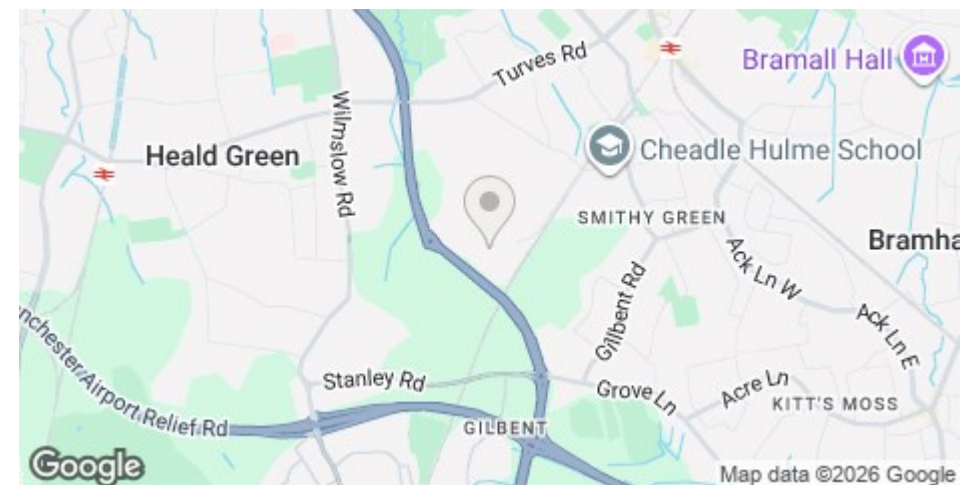 Turves Rd
Bramall Hall
Wilmslow Rd
Heald Green
Cheadle Hulme School
SMITHY GREEN
Bramha
Ack Ln W
Gillbent Rd
Ack Ln E
nchester Airport Relief Rd
Stanley Rd
Grove Ln
Acre Ln
KITT'S MOSS
GILBENT
Google
Map data ©2026 Google